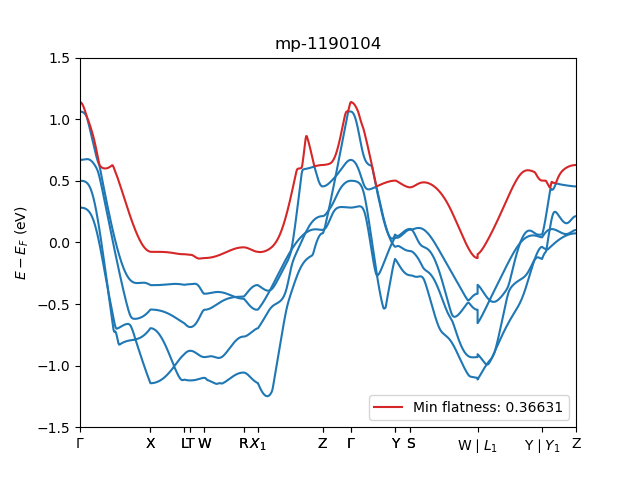 mp-1190104
E − E_F (eV)
1.5
1.0
0.5
0.0
−0.5
−1.0
−1.5
Min flatness: 0.36631
Γ X LT W R X₁ Z Γ Y S W | L₁ Y | Y₁ Z